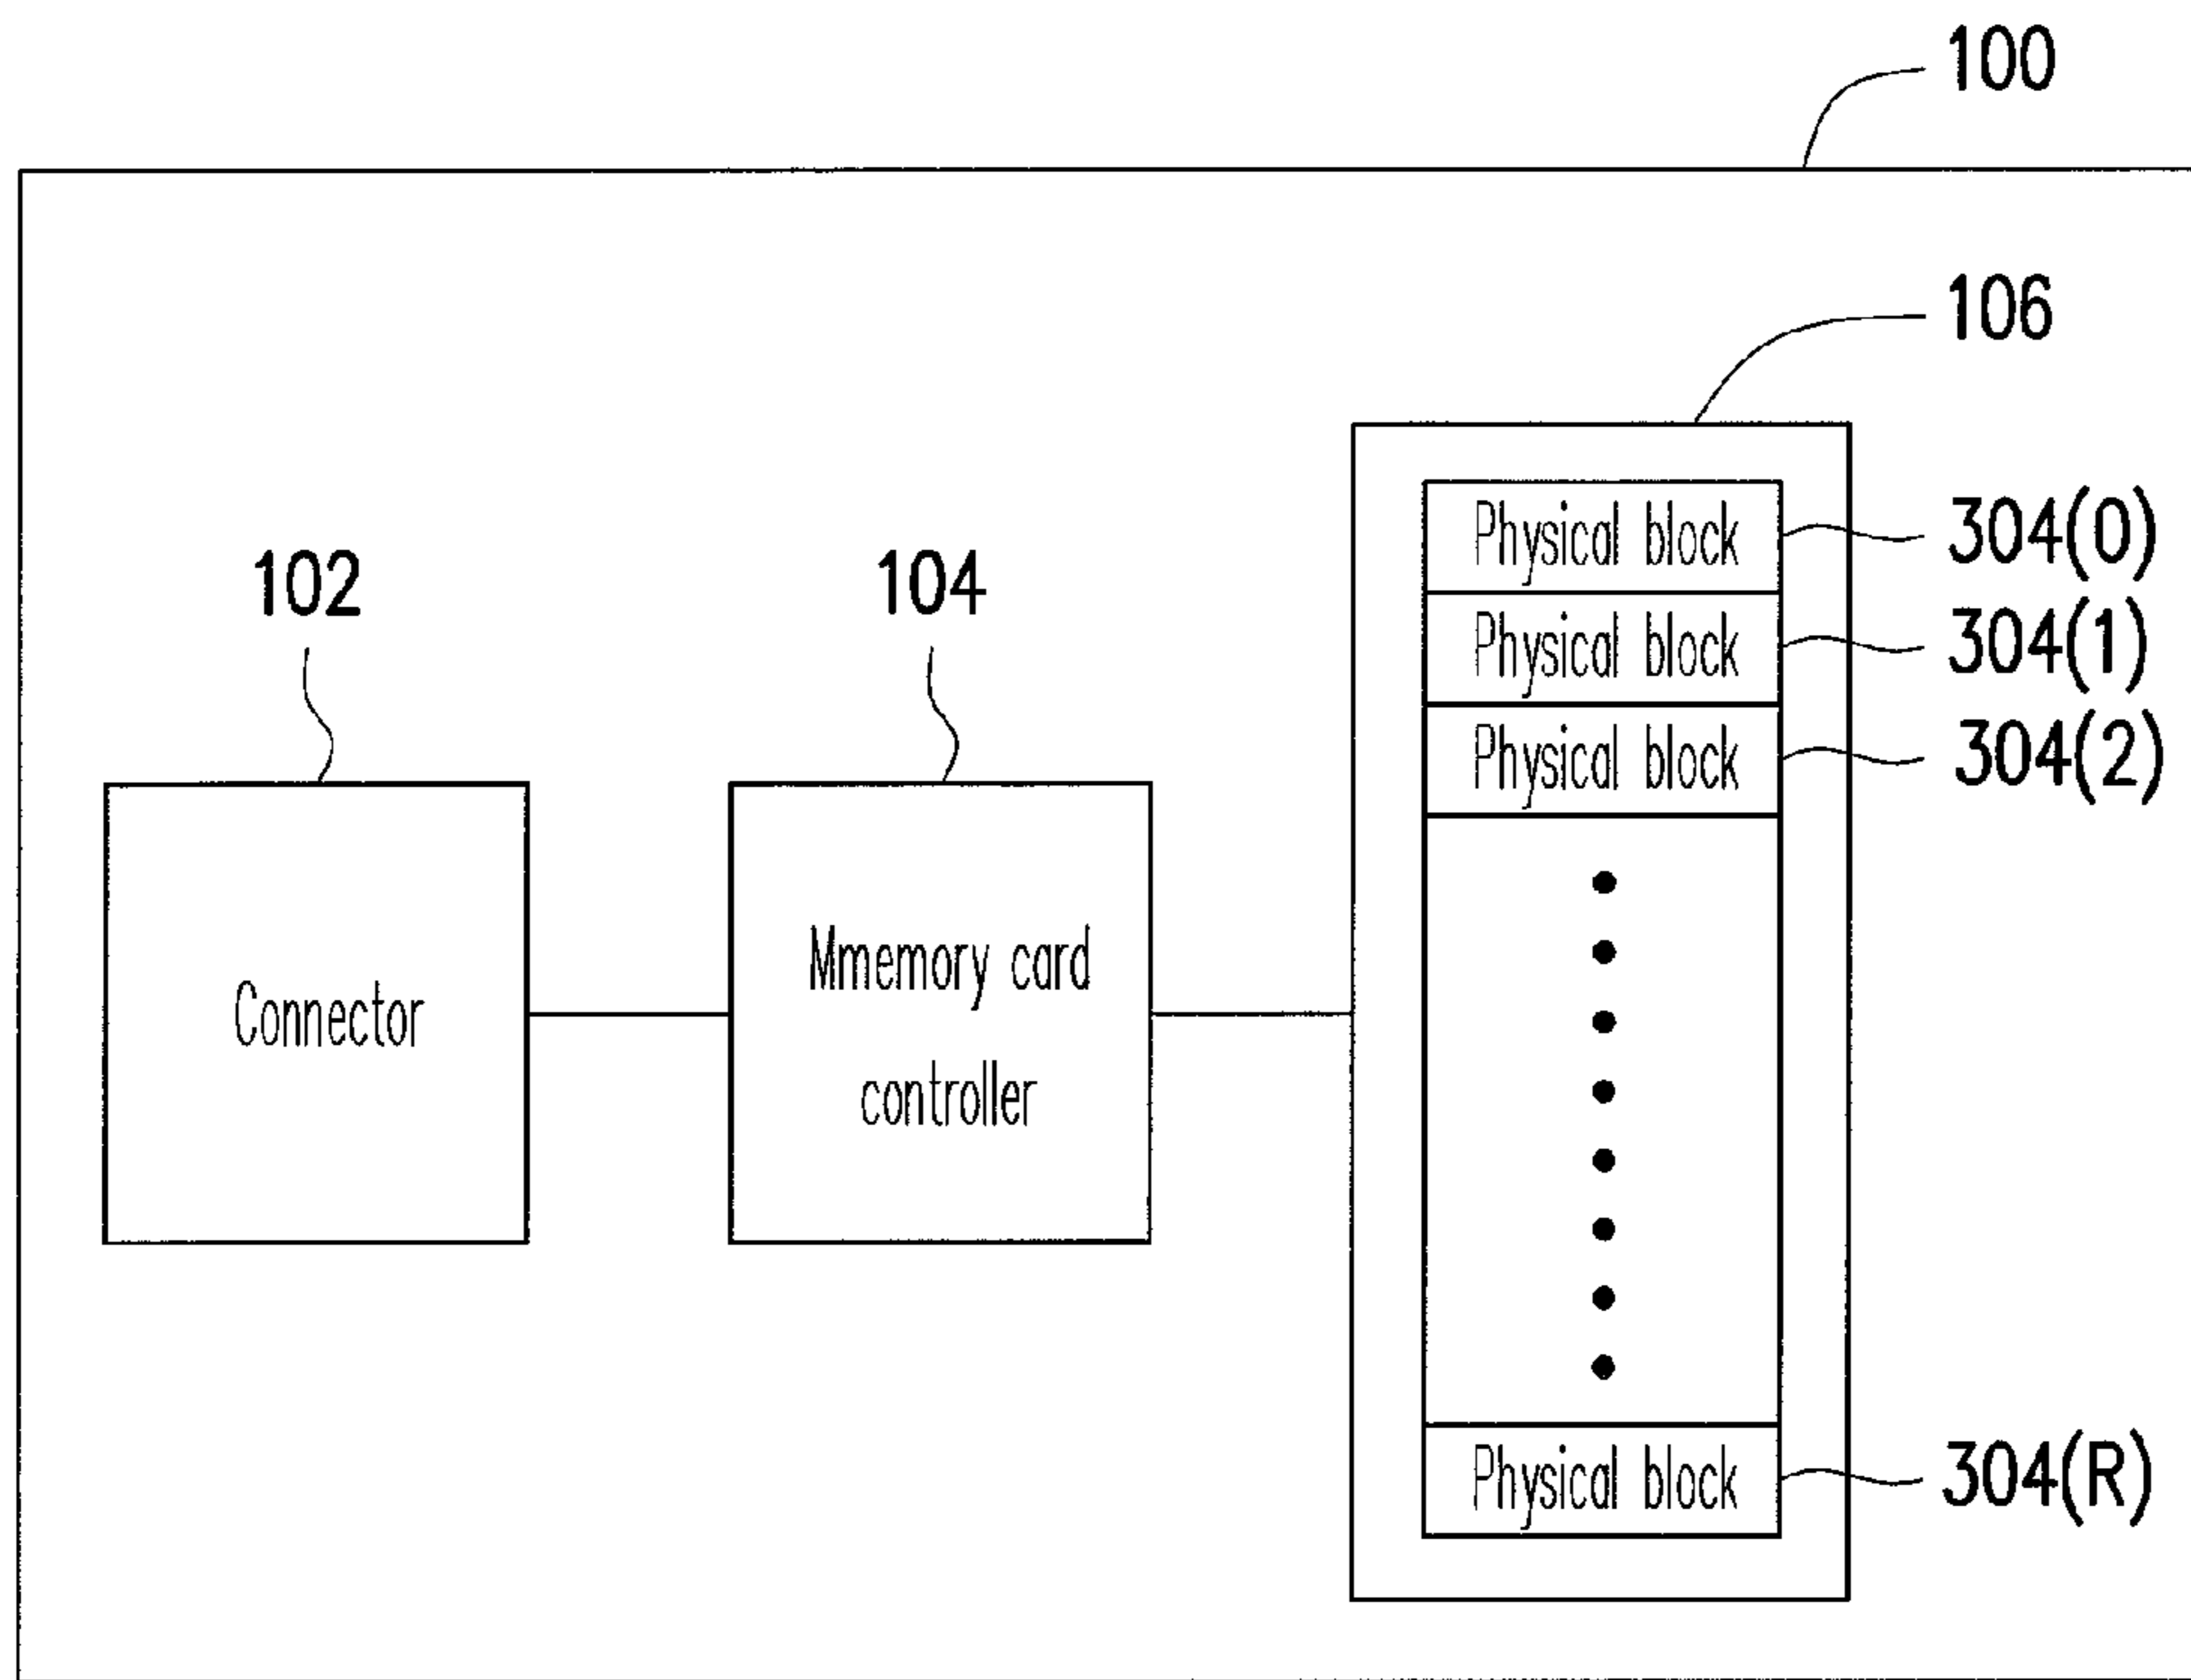 100
106
Physical block 304(0)
102
104
Physical block 304(1)
Physical block 304(2)
Mmemory card
Connector
controller
Physical block 304(R)